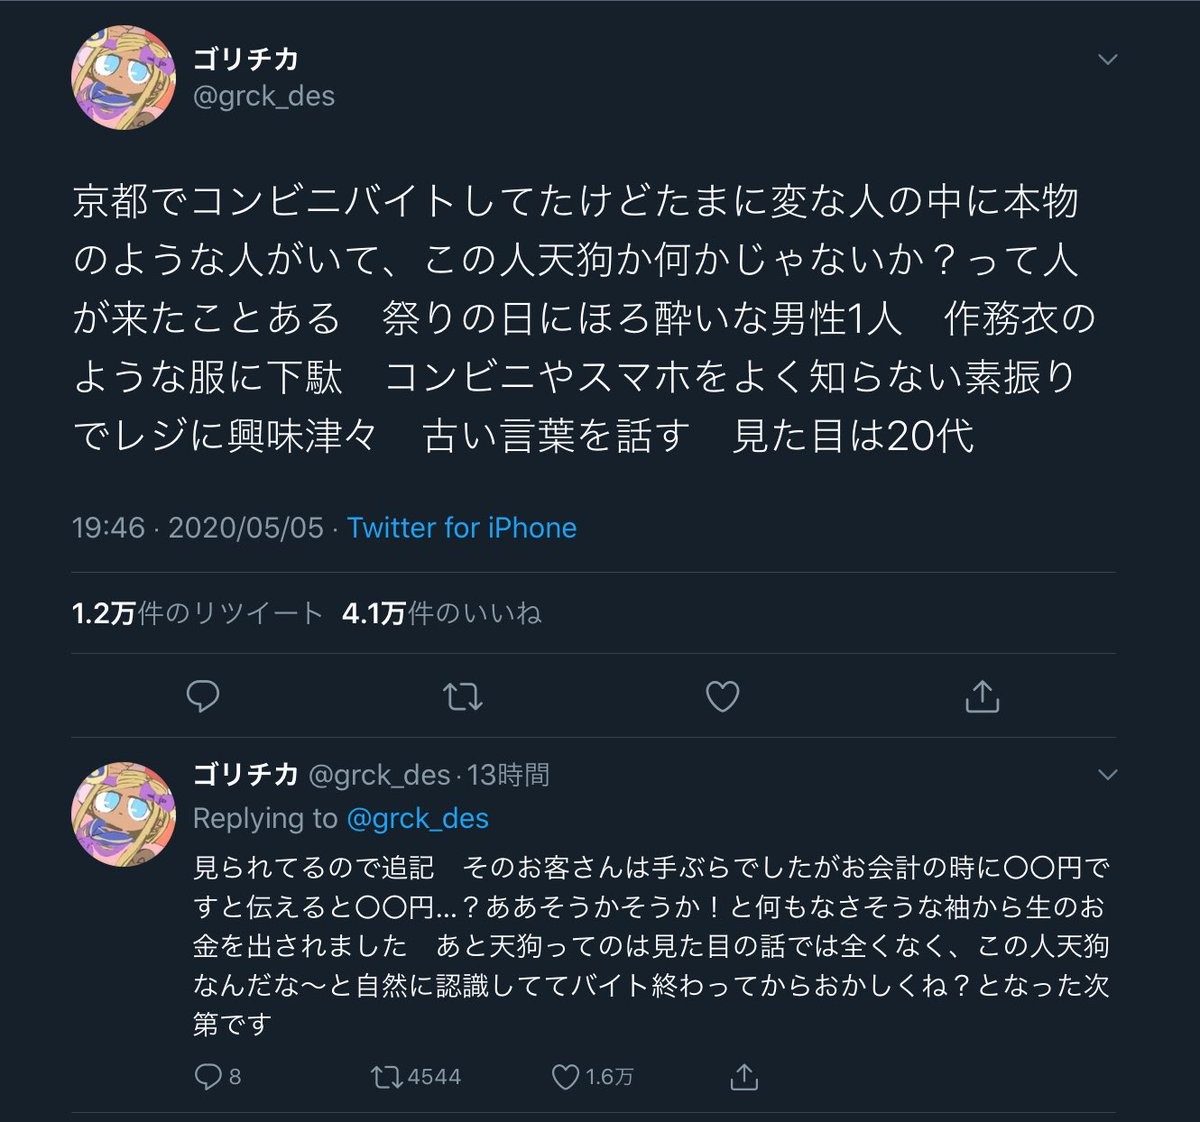 ゴリチカ
@grck_des
京都でコンビニバイトしてたけどたまに変な人の中に本物
のような人がいて、この人天狗か何かじゃないか？って人
が来たことある　祭りの日にほろ酔いな男性1人　作務衣の
ような服に下駄　コンビニやスマホをよく知らない素振り
でレジに興味津々　古い言葉を話す　見た目は20代
19:46 · 2020/05/05 · Twitter for iPhone
1.2万件のリツイート 4.1万件のいいね
ゴリチカ @grck_des · 13時間
Replying to @grck_des
見られてるので追記　そのお客さんは手ぶらでしたがお会計の時に〇〇円で
すと伝えると〇〇円…？ああそうかそうか！と何もなさそうな袖から生のお
金を出されました　あと天狗ってのは見た目の話では全くなく、この人天狗
なんだな〜と自然に認識しててバイト終わってからおかしくね？となった次
第です
8 4544 1.6万